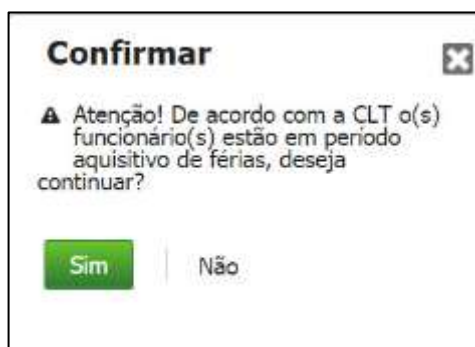 Confirmar
Atenção! De acordo com a CLT o(s)
funcionário(s) estão em período
aquisitivo de férias, deseja
continuar?
Sim
Não